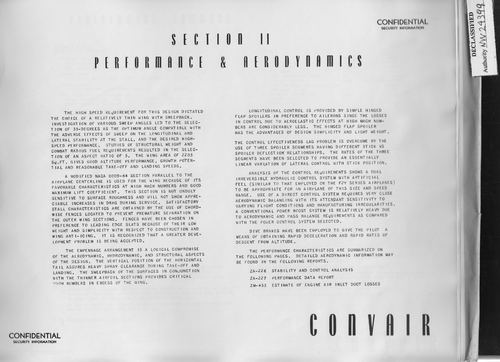 CONFIDENTIAL
SECURITY INFORMATION
DECLASSIFIED
Authority NW 24399
SECTION II
PERFORMANCE & AERODYNAMICS
THE HIGH SPEED REQUIREMENT FOR THIS DESIGN DICTATED
THE CHOICE OF A RELATIVELY THIN WING WITH SWEEPBACK.
INVESTIGATION OF VARIOUS SWEEP ANGLES LED TO THE SELEC-
TION OF 35-DEGREES AS THE OPTIMUM ANGLE COMPATIBLE WITH
THE ADVERSE EFFECTS OF SWEEP ON THE LONGITUDINAL AND
LATERAL STABILITY AT THE STALL, AND THE DESIRED HIGH-
SPEED PERFORMANCE. STUDIES OF STRUCTURAL WEIGHT AND
COMBAT RADIUS FUEL REQUIREMENTS RESULTED IN THE SELEC-
TION OF AN ASPECT RATIO OF 5. THE WING AREA OF
SQ.FT. GIVES GOOD ALTITUDE PERFORMANCE, GROWTH POTEN-
TIAL AND REASONABLE TAKE-OFF AND LANDING SPEEDS.
A MODIFIED NACA SECTION PARALLEL TO THE
AIRPLANE CENTERLINE IS USED FOR THE WING BECAUSE OF ITS
FAVORABLE CHARACTERISTICS AT HIGH MACH NUMBERS AND GOOD
MAXIMUM LIFT COEFFICIENT. THIS SECTION IS NOT UNDULY
SENSITIVE TO SURFACE ROUGHNESS AND WILL NOT SHOW APPRE-
CIABLE INCREASES IN DRAG DURING SERVICE. SATISFACTORY
STALL CHARACTERISTICS ARE OBTAINED BY USE OF CHORD-
WISE FENCES LOCATED TO PREVENT PREMATURE SEPARATION ON
THE OUTER WING SECTIONS. FENCES HAVE BEEN CHOSEN IN
PREFERENCE TO LEADING EDGE SLATS BECAUSE OF THEIR LOW
WEIGHT AND SIMPLICITY WITH RESPECT TO CONSTRUCTION AND
WING ANTI-ICING. IT IS RECOGNIZED THAT A GREATER DEVEL-
OPMENT PROBLEM IS BEING ACCEPTED.
THE EMPENNAGE ARRANGEMENT IS A LOGICAL COMPROMISE
OF THE AERODYNAMIC, HYDRODYNAMIC, AND STRUCTURAL ASPECTS
OF THE DESIGN. THE VERTICAL POSITION OF THE HORIZONTAL
TAIL ASSURES HEAVY SPRAY CLEARANCE DURING TAKE-OFF AND
LANDING. THE SWEEPBACK OF THE SURFACES IN CONJUNCTION
WITH THE THINNER AIRFOIL SECTIONS PROVIDES CRITICAL
MACH NUMBERS IN EXCESS OF THE WING.
LONGITUDINAL CONTROL IS PROVIDED BY SIMPLE HINGED
FLAP SPOILERS IN PREFERENCE TO AILERONS SINCE THE LOSSES
IN CONTROL DUE TO AEROELASTIC EFFECTS AT HIGH MACH NUM-
BERS ARE CONSIDERABLY LESS. THE HINGED FLAP SPOILER
HAS THE ADVANTAGES OF DESIGN SIMPLICITY AND LIGHT WEIGHT.
THE CONTROL EFFECTIVENESS LAG PROBLEM IS OVERCOME BY THE
USE OF THREE SPOILER SEGMENTS HAVING DIFFERENT STICK VS
SPOILER DEFLECTION RELATIONSHIPS. THE RATES OF THE THREE
SEGMENTS HAVE BEEN SELECTED TO PROVIDE AN ESSENTIALLY
LINEAR VARIATION OF LATERAL CONTROL WITH STICK POSITION.
ANALYSIS OF THE CONTROL REQUIREMENTS SHOWS A DUAL
IRREVERSIBLE HYDRAULIC CONTROL SYSTEM WITH ARTIFICIAL
FEEL (SIMILAR TO THAT EMPLOYED IN THE F2Y SERIES AIRPLANES)
TO BE APPROPRIATE FOR AN AIRPLANE OF THIS SIZE AND SPEED
RANGE. USE OF A DIRECT CONTROL SYSTEM REQUIRES VERY CLOSE
AERODYNAMIC BALANCING WITH ITS ATTENDANT SENSITIVITY TO
VARYING FLIGHT CONDITIONS AND MANUFACTURING IRREGULARITIES.
A CONVENTIONAL POWER BOOST SYSTEM IS RELATIVELY HEAVY DUE
TO AERODYNAMIC AND MASS BALANCE REQUIREMENTS AS COMPARED
WITH THE POWER CONTROL SYSTEM SELECTED.
DIVE BRAKES HAVE BEEN EMPLOYED TO GIVE THE PILOT A
MEANS OF OBTAINING RAPID DECELERATION AND RAPID RATES OF
DESCENT FROM ALTITUDE.
THE PERFORMANCE CHARACTERISTICS ARE SUMMARIZED ON
THE FOLLOWING PAGES. DETAILED AERODYNAMIC INFORMATION MAY
BE FOUND IN THE FOLLOWING REPORTS.
STABILITY AND CONTROL ANALYSIS
PERFORMANCE DATA REPORT
ESTIMATE OF ENGINE AIR INLET DUCT LOSSES
CONFIDENTIAL
SECURITY INFORMATION
CONVAIR